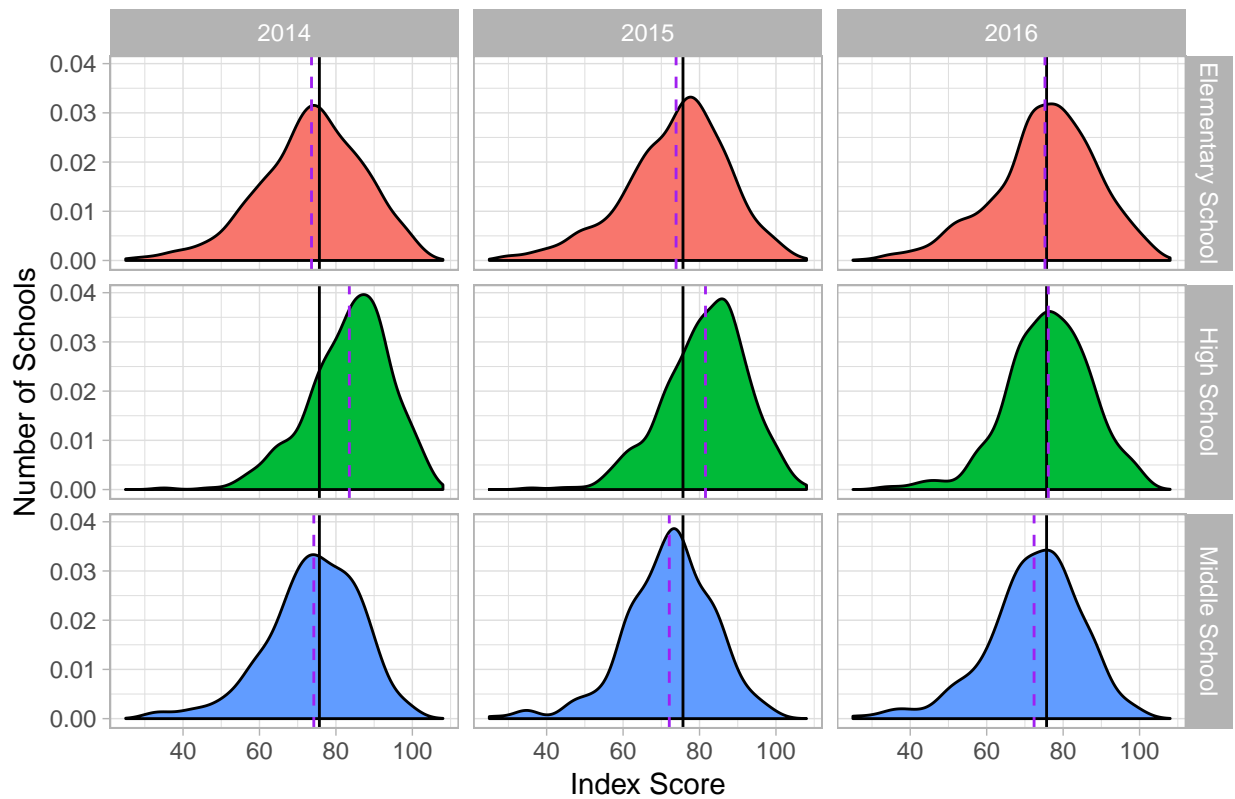 2014 2015 2016
0.04
0.03
0.02
0.01
0.00
Elementary School
0.04
0.03
0.02
0.01
0.00
High School
0.04
0.03
0.02
0.01
0.00
Middle School
Number of Schools
40 60 80 100 40 60 80 100 40 60 80 100
Index Score